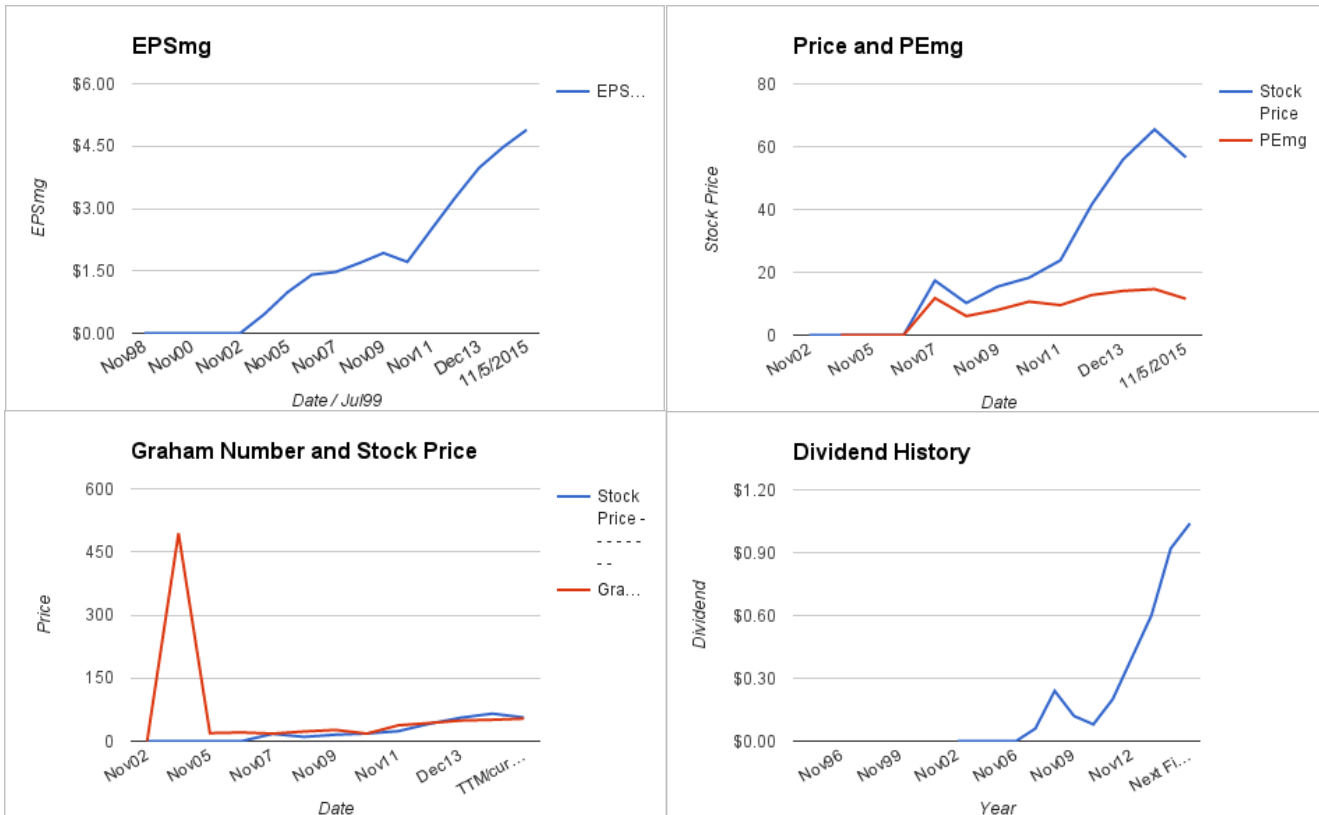 EPSmg
$6.00
$4.50
$3.00
$1.50
$0.00
EPSmg
EPS...
Nov98
Nov00
Nov02
Nov05
Nov07
Nov09
Nov11
Dec13
11/5/2015
Date / Jul99
Price and PEmg
80
60
40
20
0
Stock Price
Stock
Price
PEmg
Nov02
Nov05
Nov07
Nov09
Nov11
Dec13
11/5/2015
Date
Graham Number and Stock Price
600
450
300
150
0
Price
Stock
Price -
- - - - -
- -
Gra...
Nov02
Nov05
Nov07
Nov09
Nov11
Dec13
TTM/cur...
Date
Dividend History
$1.20
$0.90
$0.60
$0.30
$0.00
Dividend
Nov96
Nov99
Nov02
Nov06
Nov09
Nov12
Next Fi...
Year